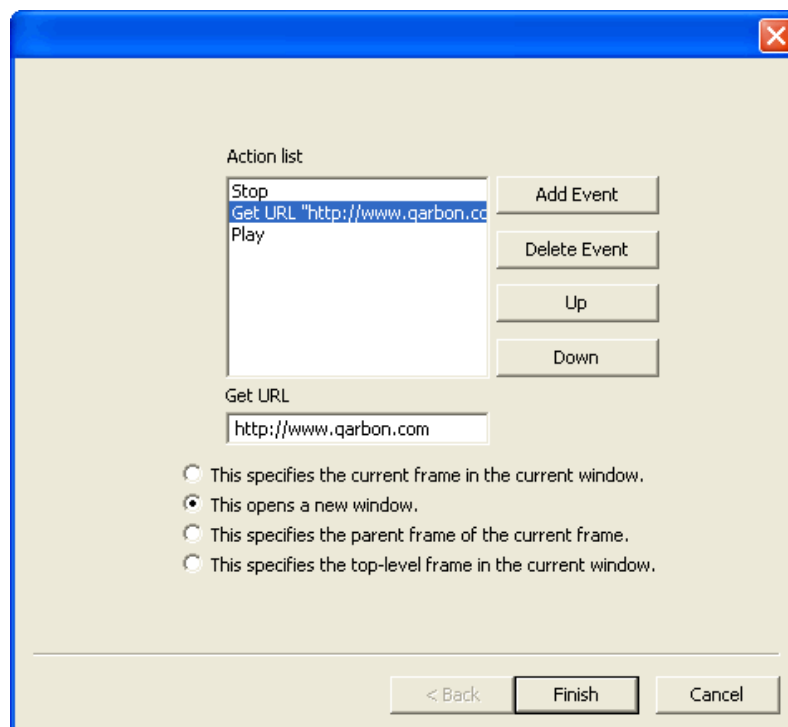 Action list
Stop
Get URL "http://www.qarbon.co
Play
Add Event
Delete Event
Up
Down
Get URL
http://www.qarbon.com
This specifies the current frame in the current window.
This opens a new window.
This specifies the parent frame of the current frame.
This specifies the top-level frame in the current window.
< Back
Finish
Cancel